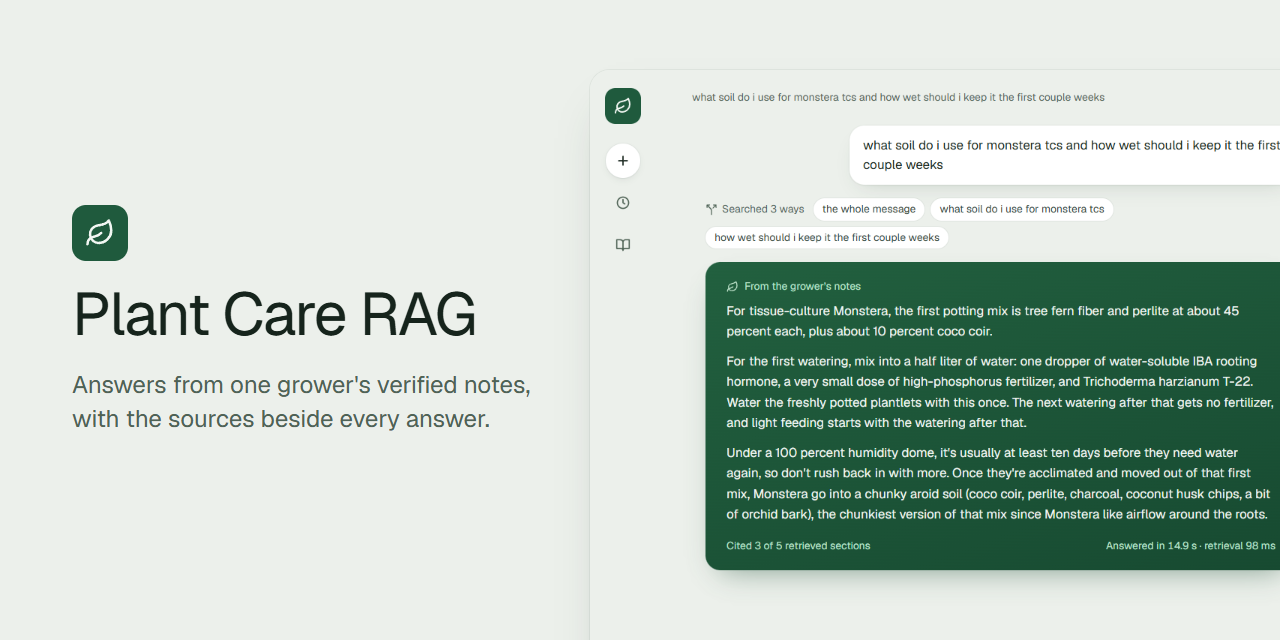 Plant Care RAG
Answers from one grower's verified notes,
with the sources beside every answer.
what soil do i use for monstera tcs and how wet should i keep it the first couple weeks
what soil do i use for monstera tcs and how wet should i keep it the first
couple weeks
Searched 3 ways
the whole message
what soil do i use for monstera tcs
how wet should i keep it the first couple weeks
From the grower's notes
For tissue-culture Monstera, the first potting mix is tree fern fiber and perlite at about 45
percent each, plus about 10 percent coco coir.
For the first watering, mix into a half liter of water: one dropper of water-soluble IBA rooting
hormone, a very small dose of high-phosphorus fertilizer, and Trichoderma harzianum T-22.
Water the freshly potted plantlets with this once. The next watering after that gets no fertilizer,
and light feeding starts with the watering after that.
Under a 100 percent humidity dome, it's usually at least ten days before they need water
again, so don't rush back in with more. Once they're acclimated and moved out of that first
mix, Monstera go into a chunky aroid soil (coco coir, perlite, charcoal, coconut husk chips, a bit
of orchid bark), the chunkiest version of that mix since Monstera like airflow around the roots.
Cited 3 of 5 retrieved sections
Answered in 14.9 s · retrieval 98 ms